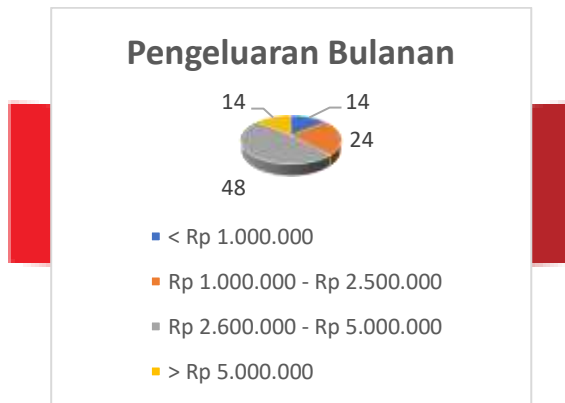 Pengeluaran Bulanan
14
14
24
48
< Rp 1.000.000
Rp 1.000.000 - Rp 2.500.000
Rp 2.600.000 - Rp 5.000.000
> Rp 5.000.000